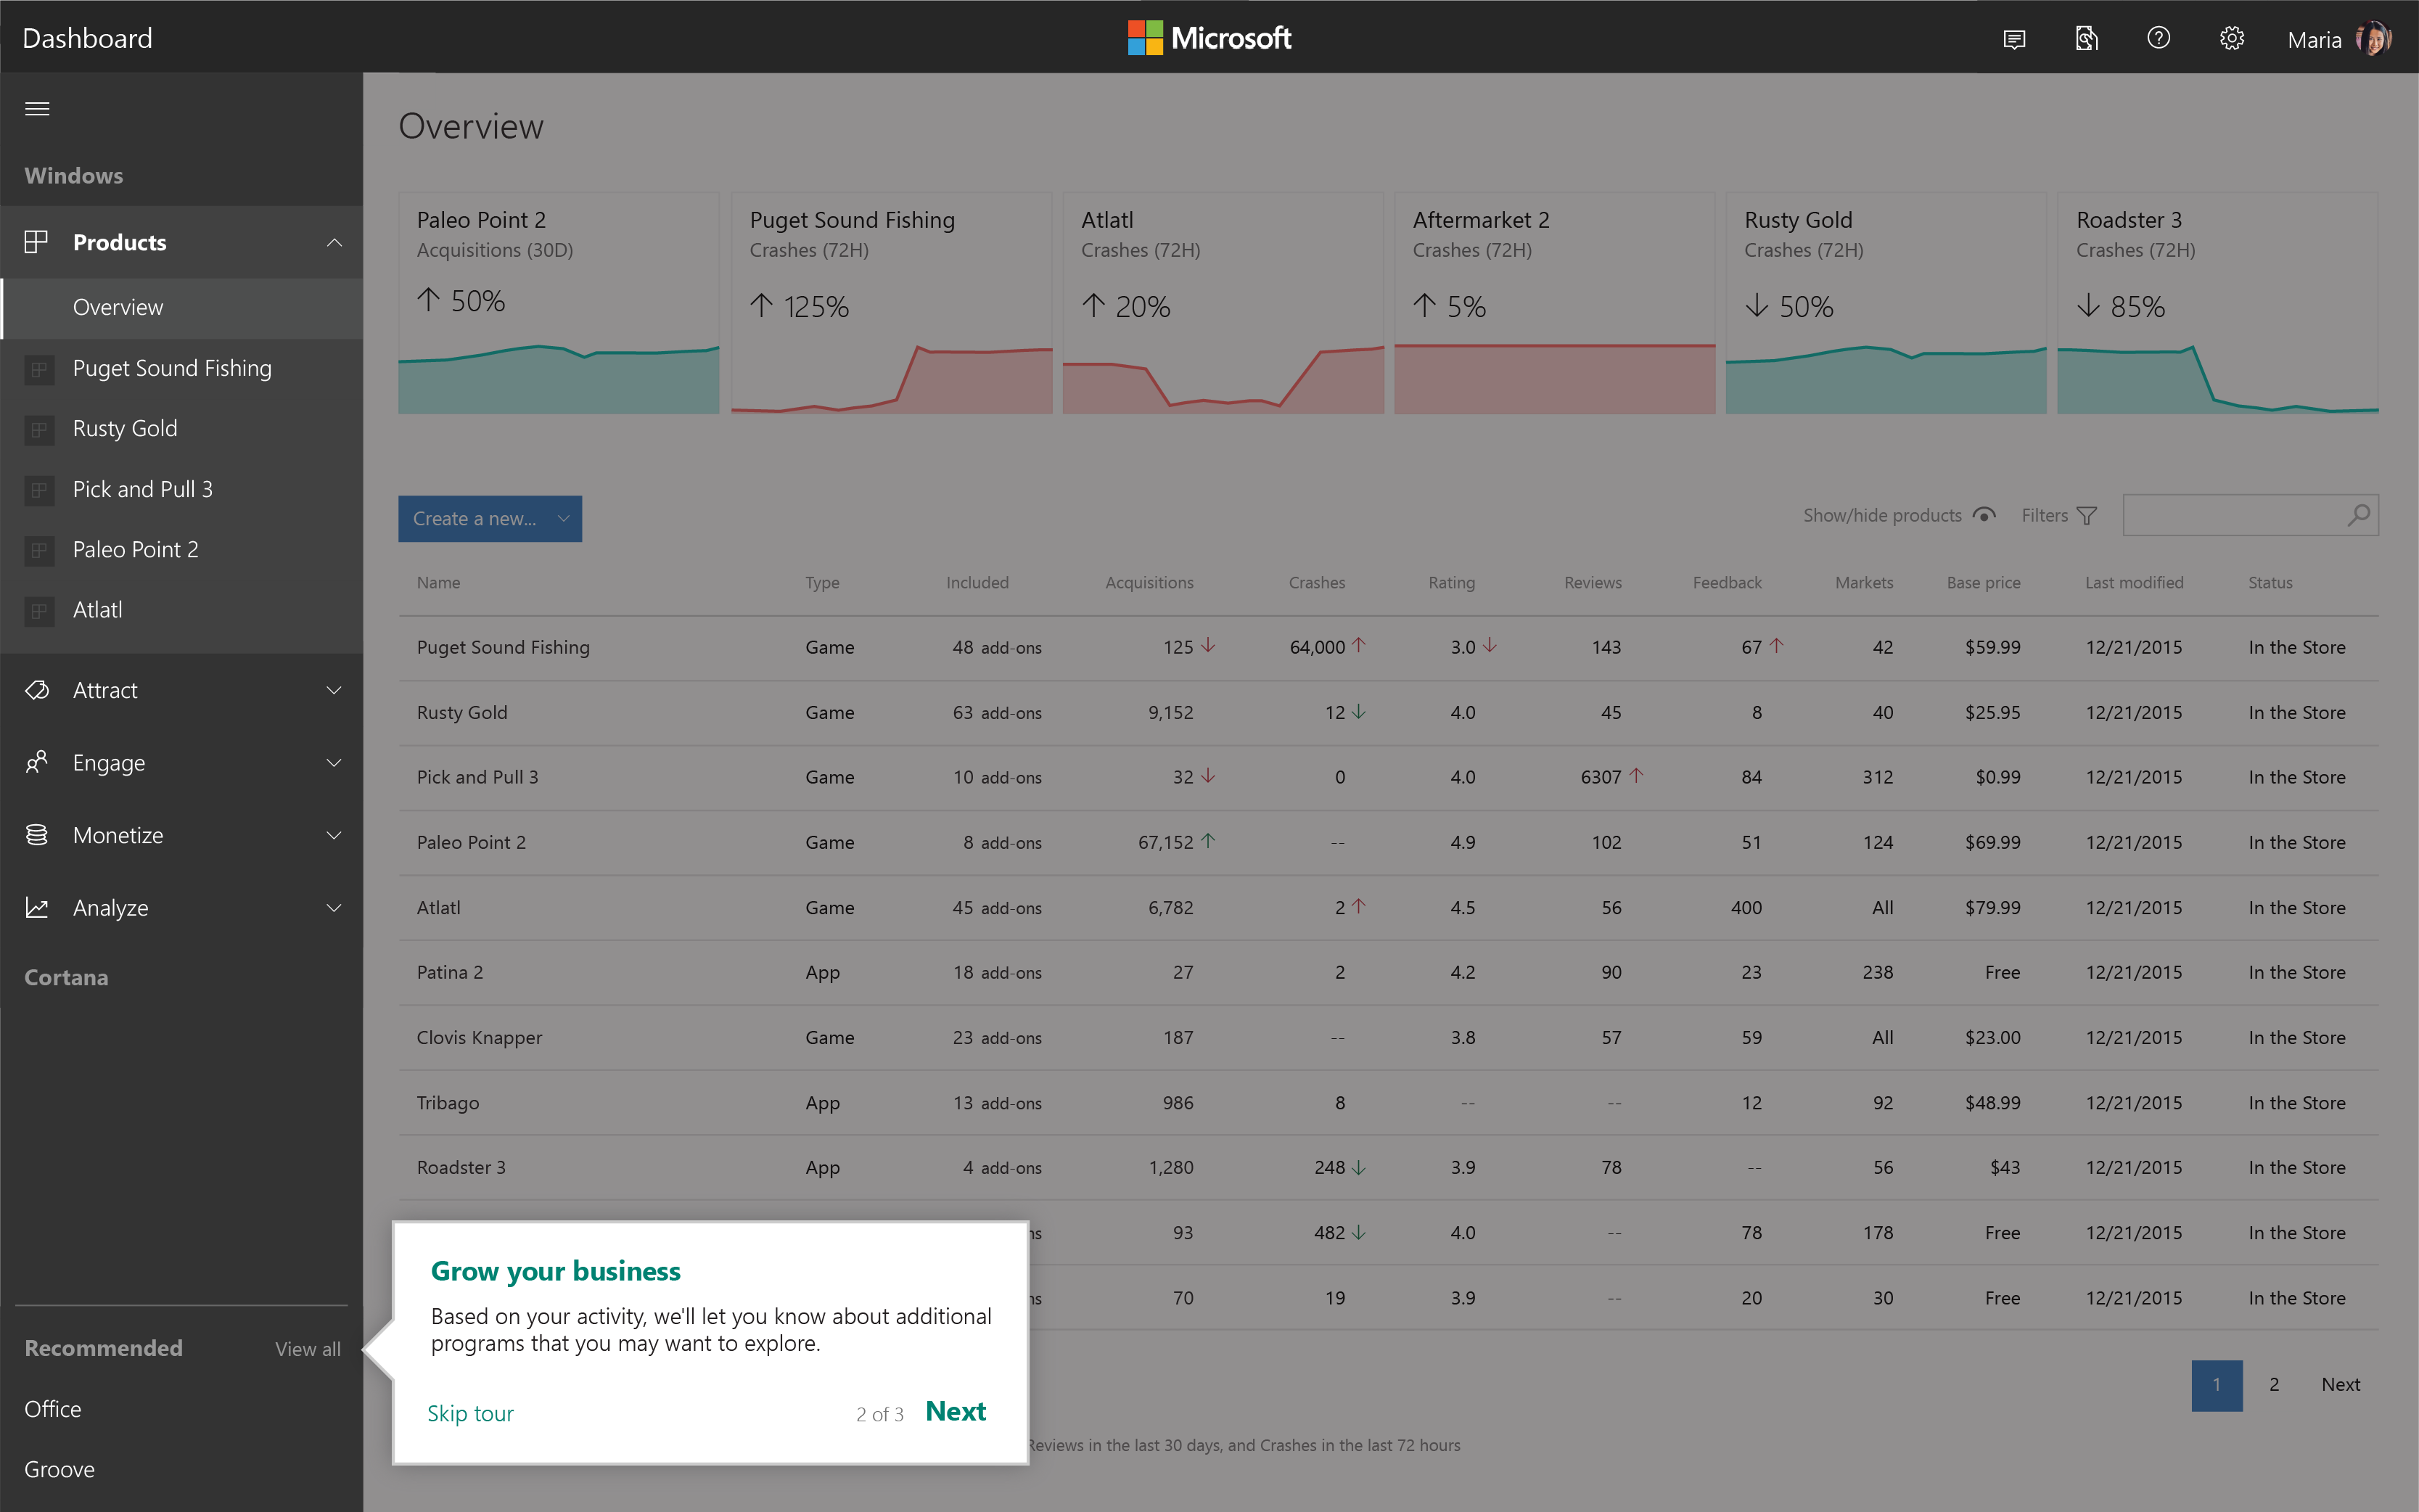 Dashboard
Microsoft
Maria
Windows
Products
Overview
Puget Sound Fishing
Rusty Gold
Pick and Pull 3
Paleo Point 2
Atlatl
Attract
Engage
Monetize
Analyze
Cortana
Recommended View all
Office
Groove
Overview
Paleo Point 2
Acquisitions (30D)
50%
Puget Sound Fishing
Crashes (72H)
125%
Atlatl
Crashes (72H)
20%
Aftermarket 2
Crashes (72H)
5%
Rusty Gold
Crashes (72H)
50%
Roadster 3
Crashes (72H)
85%
Create a new... Show/hide products Filters
Name Type Included Acquisitions Crashes Rating Reviews Feedback Markets Base price Last modified Status
Puget Sound Fishing Game 48 add-ons 125 64,000 3.0 143 67 42 $59.99 12/21/2015 In the Store
Rusty Gold Game 63 add-ons 9,152 12 4.0 45 8 40 $25.95 12/21/2015 In the Store
Pick and Pull 3 Game 10 add-ons 32 0 4.0 6307 84 312 $0.99 12/21/2015 In the Store
Paleo Point 2 Game 8 add-ons 67,152 -- 4.9 102 51 124 $69.99 12/21/2015 In the Store
Atlatl Game 45 add-ons 6,782 2 4.5 56 400 All $79.99 12/21/2015 In the Store
Patina 2 App 18 add-ons 27 2 4.2 90 23 238 Free 12/21/2015 In the Store
Clovis Knapper Game 23 add-ons 187 -- 3.8 57 59 All $23.00 12/21/2015 In the Store
Tribago App 13 add-ons 986 8 -- -- 12 92 $48.99 12/21/2015 In the Store
Roadster 3 App 4 add-ons 1,280 248 3.9 78 -- 56 $43 12/21/2015 In the Store
ns 93 482 4.0 -- 78 178 Free 12/21/2015 In the Store
ns 70 19 3.9 -- 20 30 Free 12/21/2015 In the Store
Grow your business
Based on your activity, we'll let you know about additional
programs that you may want to explore.
Skip tour 2 of 3 Next
1 2 Next
Reviews in the last 30 days, and Crashes in the last 72 hours